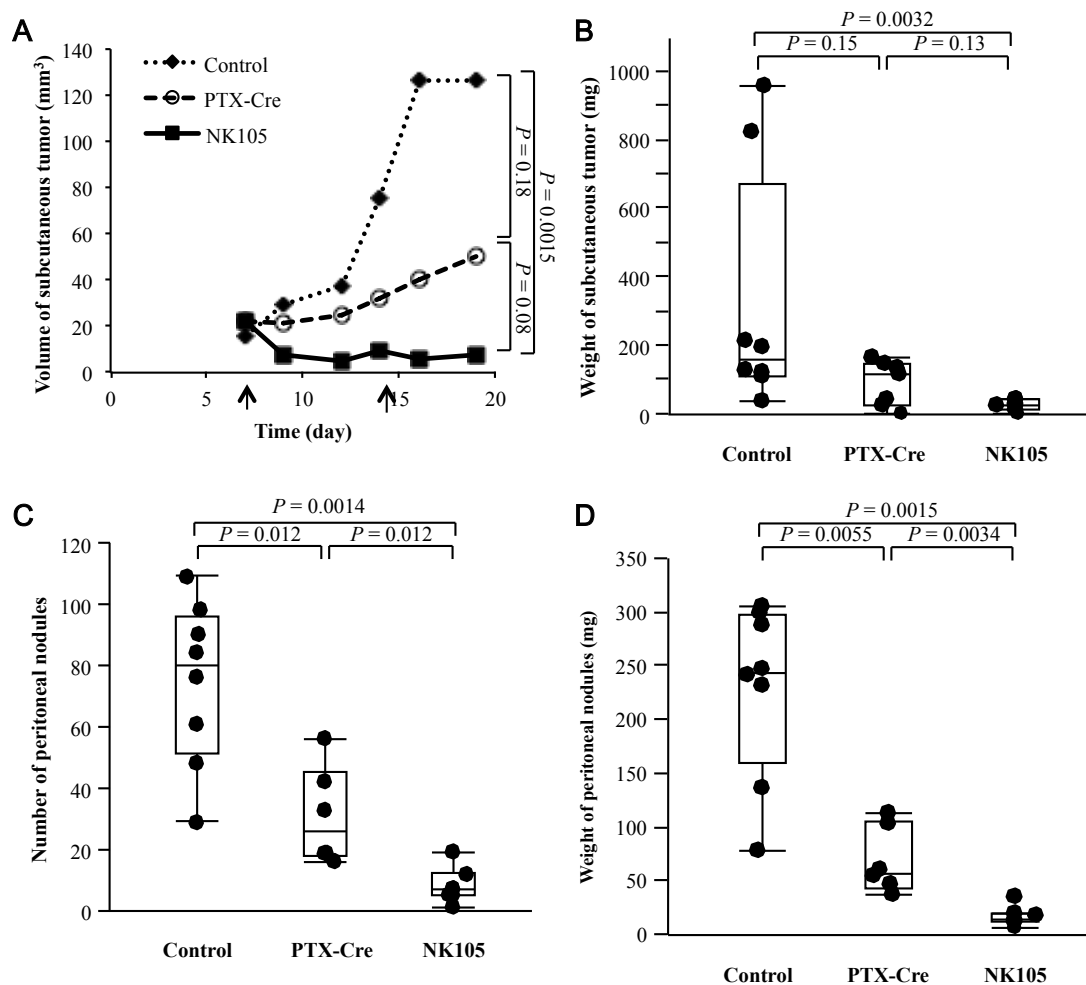 A
Volume of subcutaneous tumor (mm³)
140
120
100
80
60
40
20
0
0
5
10
15
20
Time (day)
Control
PTX-Cre
NK105
P = 0.18
P = 0.08
P = 0.0015
B
P = 0.0032
P = 0.15
P = 0.13
Weight of subcutaneous tumor (mg)
1000
800
600
400
200
0
Control
PTX-Cre
NK105
C
P = 0.0014
P = 0.012
P = 0.012
Number of peritoneal nodules
120
100
80
60
40
20
0
Control
PTX-Cre
NK105
D
P = 0.0015
P = 0.0055
P = 0.0034
Weight of peritoneal nodules (mg)
350
300
250
200
150
100
50
0
Control
PTX-Cre
NK105